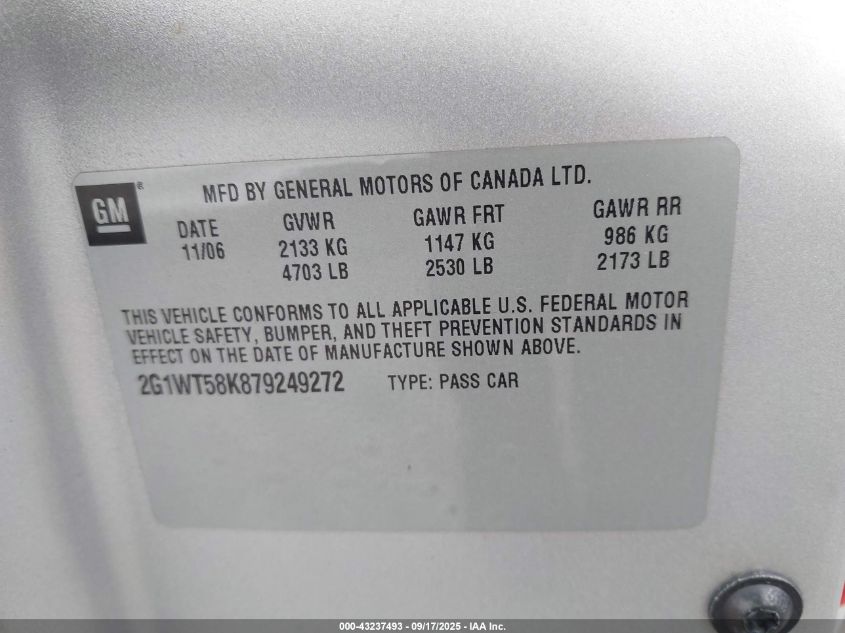 GM®
MFD BY GENERAL MOTORS OF CANADA LTD.
DATE GVWR GAWR FRT GAWR RR
11/06 2133 KG 1147 KG 986 KG
4703 LB 2530 LB 2173 LB
THIS VEHICLE CONFORMS TO ALL APPLICABLE U.S. FEDERAL MOTOR
VEHICLE SAFETY, BUMPER, AND THEFT PREVENTION STANDARDS IN
EFFECT ON THE DATE OF MANUFACTURE SHOWN ABOVE.
2G1WT58K879249272 TYPE: PASS CAR
000-43237493 - 09/17/2025 - IAA Inc.